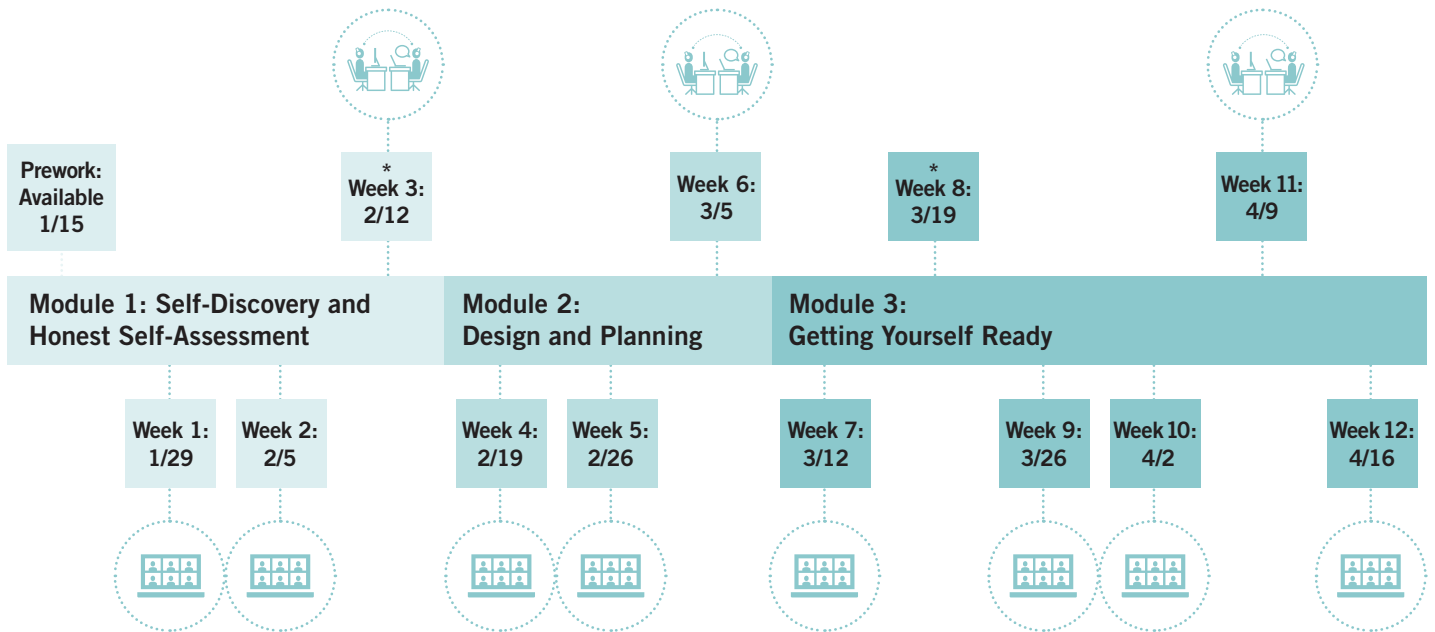 Prework:
Available
1/15
*
Week 3:
2/12
Week 6:
3/5
*
Week 8:
3/19
Week 11:
4/9
Module 1: Self-Discovery and
Honest Self-Assessment
Module 2:
Design and Planning
Module 3:
Getting Yourself Ready
Week 1:
1/29
Week 2:
2/5
Week 4:
2/19
Week 5:
2/26
Week 7:
3/12
Week 9:
3/26
Week 10:
4/2
Week 12:
4/16